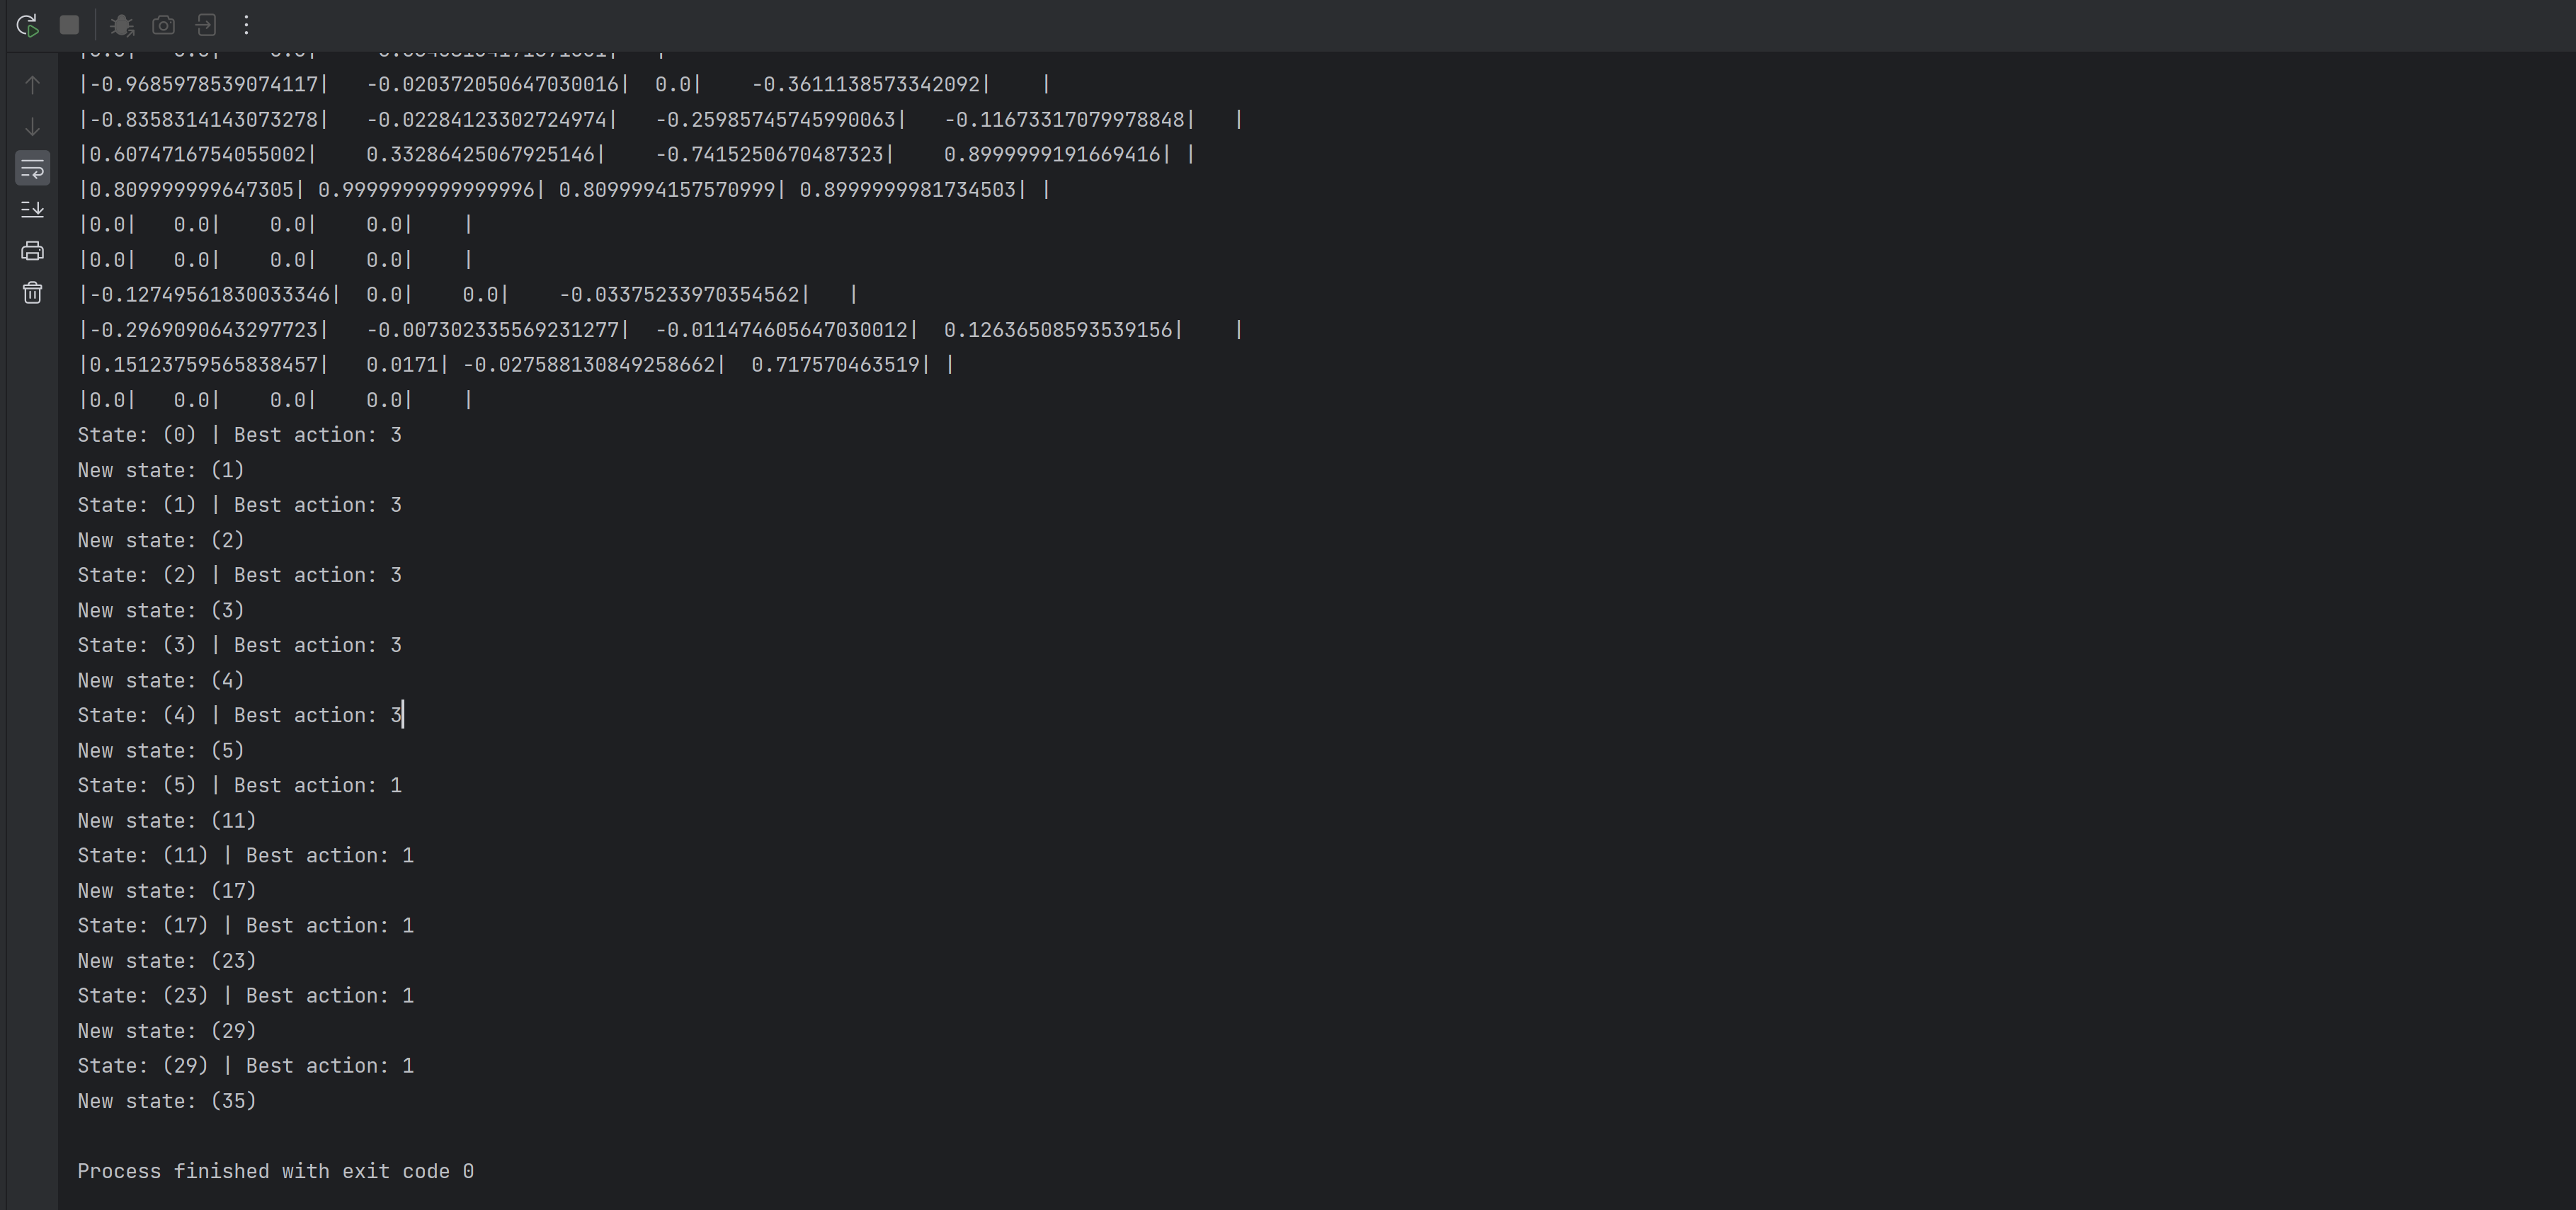 |-0.9685978539074117|   -0.020372050647030016|  0.0|    -0.3611138573342092|    |
|-0.8358314143073278|   -0.02284123302724974|   -0.25985745745990063|   -0.11673317079978848|   |
|0.6074716754055002|    0.33286425067925146|    -0.7415250670487323|    0.8999999191669416| |
|0.809999999647305| 0.9999999999999996| 0.8099994157570999| 0.8999999981734503| |
|0.0|   0.0|    0.0|    0.0|    |
|0.0|   0.0|    0.0|    0.0|    |
|-0.12749561830033346|  0.0|    0.0|    -0.03375233970354562|   |
|-0.2969090643297723|   -0.007302335569231277|  -0.011474605647030012|  0.12636508593539156|    |
|0.15123759565838457|   0.0171| -0.027588130849258662|  0.717570463519| |
|0.0|   0.0|    0.0|    0.0|    |
State: (0) | Best action: 3
New state: (1)
State: (1) | Best action: 3
New state: (2)
State: (2) | Best action: 3
New state: (3)
State: (3) | Best action: 3
New state: (4)
State: (4) | Best action: 3
New state: (5)
State: (5) | Best action: 1
New state: (11)
State: (11) | Best action: 1
New state: (17)
State: (17) | Best action: 1
New state: (23)
State: (23) | Best action: 1
New state: (29)
State: (29) | Best action: 1
New state: (35)
Process finished with exit code 0